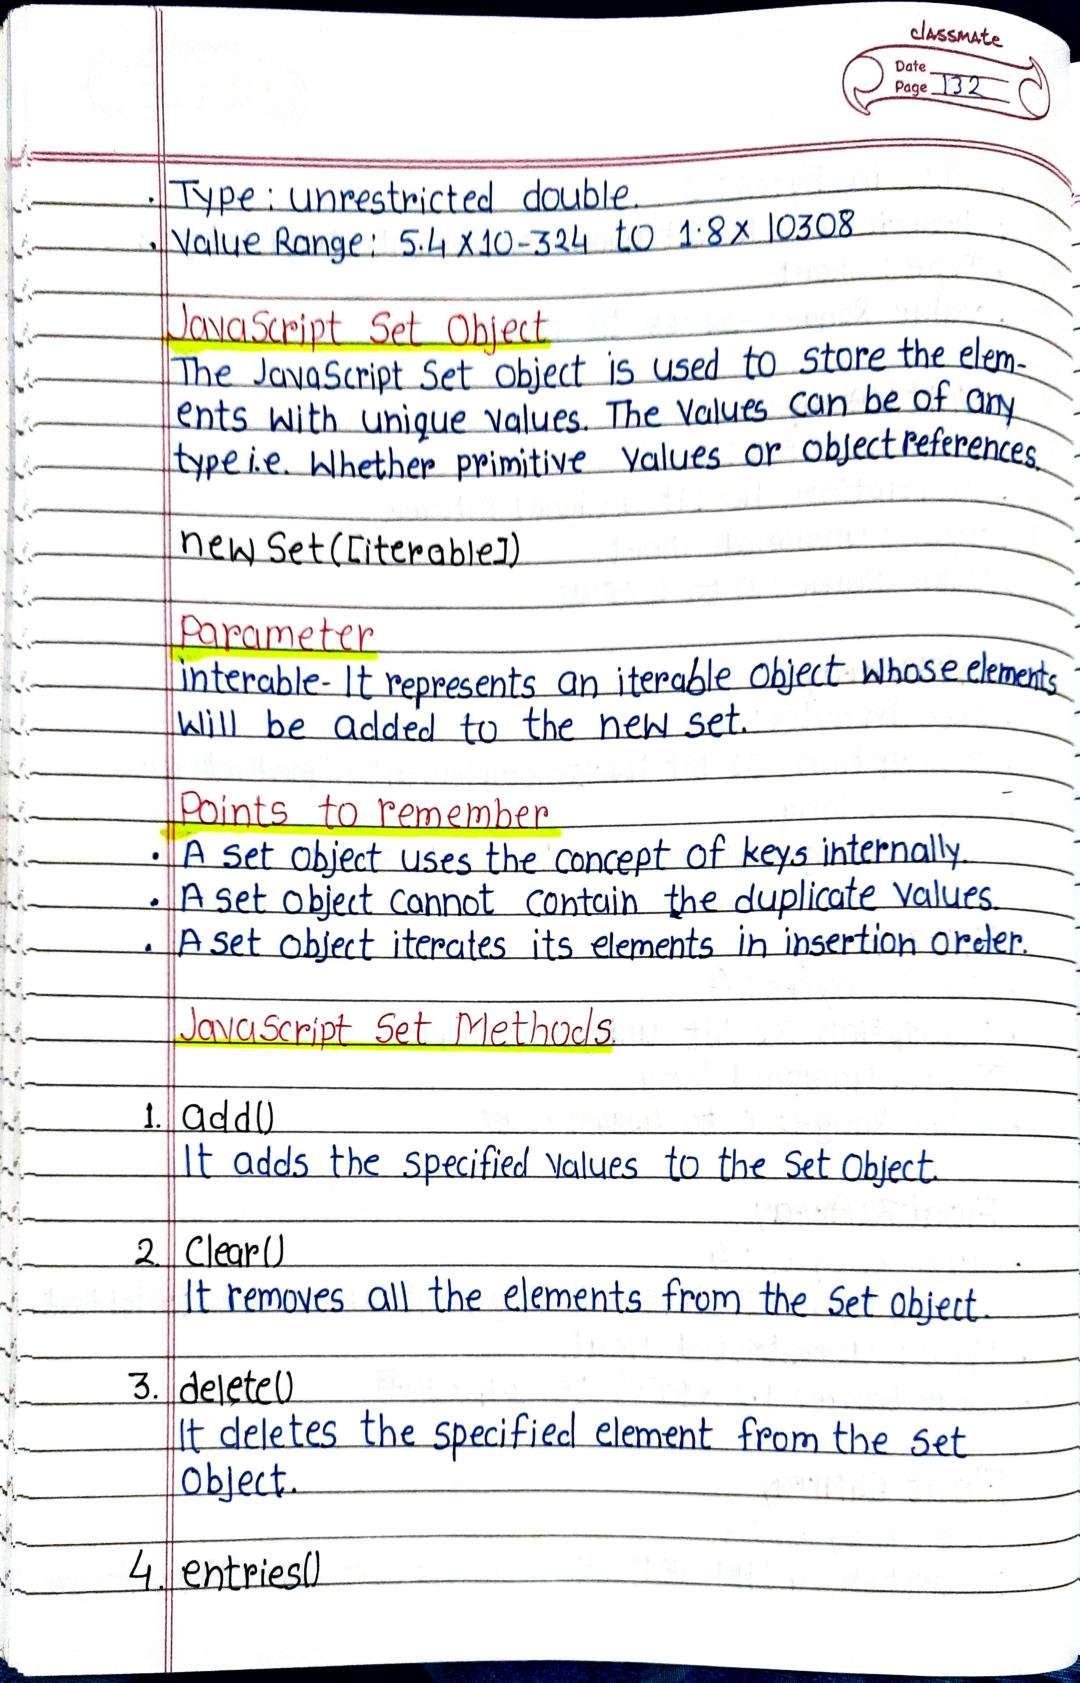 classmate
Date
Page 132
. Type : unrestricted double.
. Value Range: 5.4 x 10-324 to 1.8 x 10308
JavaScript Set Object
The JavaScript Set object is used to store the elem-
ents with unique values. The values can be of any
type i.e. Whether primitive values or object references.
new Set([iterable])
Parameter
interable- It represents an iterable object whose elements
will be added to the new set.
Points to remember
. A set object uses the concept of keys internally.
. A set object cannot contain the duplicate values.
. A set object iterates its elements in insertion order.
JavaScript Set Methods.
1. add()
It adds the specified values to the Set Object.
2. Clear()
It removes all the elements from the Set object.
3. delete()
It deletes the specified element from the set
Object.
4. entries()